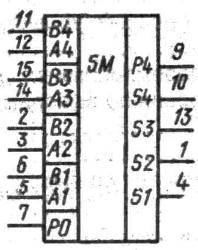 11 B4 SM
12 A4
15 B3 P4 9
14 A3 S4 10
2 B2 S3 13
3 A2
6 B1 S2 1
5 A1 S1 4
7 P0